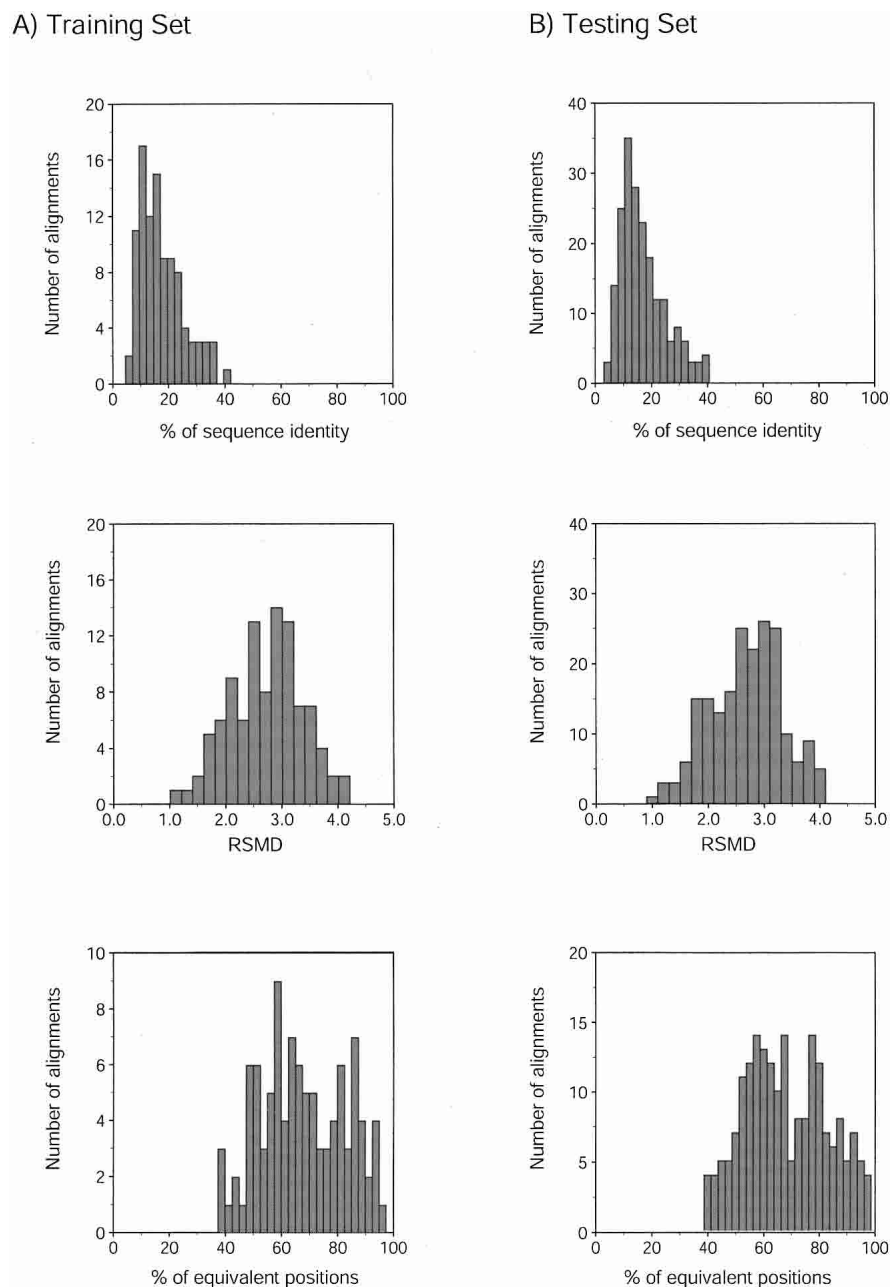 A) Training Set
B) Testing Set
20
16
12
8
4
0
Number of alignments
0 20 40 60 80 100
% of sequence identity
40
30
20
10
0
Number of alignments
0 20 40 60 80 100
% of sequence identity
20
14
12
8
4
0
Number of alignments
0.0 1.0 2.0 3.0 4.0 5.0
RSMD
40
30
20
10
0
Number of alignments
0.0 1.0 2.0 3.0 4.0 5.0
RSMD
10
8
6
4
2
0
Number of alignments
0 20 40 60 80 100
% of equivalent positions
20
15
10
5
0
Number of alignments
0 20 40 60 80 100
% of equivalent positions